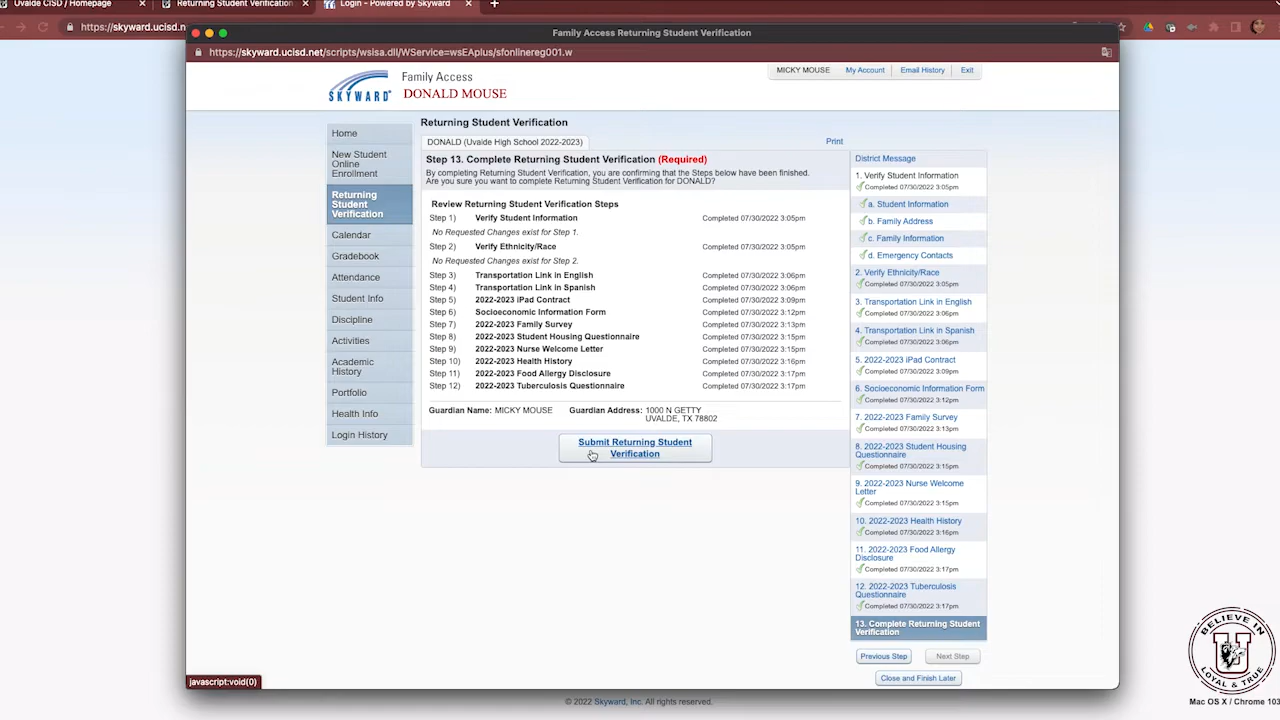 Uvalde CISD / Homepage
Returning Student Verification
Login - Powered by Skyward
https://skyward.ucisd.n
Family Access Returning Student Verification
https://skyward.ucisd.net/scripts/wsisa.dll/WService=wsEAplus/sfonlinereg001.w
SKYWARD
Family Access
DONALD MOUSE
MICKY MOUSE
My Account
Email History
Exit
Home
New Student
Online
Enrollment
Returning
Student
Verification
Calendar
Gradebook
Attendance
Student Info
Discipline
Activities
Academic
History
Portfolio
Health Info
Login History
Returning Student Verification
DONALD (Uvalde High School 2022-2023)
Print
Step 13. Complete Returning Student Verification (Required)
By completing Returning Student Verification, you are confirming that the Steps below have been finished.
Are you sure you want to complete Returning Student Verification for DONALD?
Review Returning Student Verification Steps
Step 1) Verify Student Information Completed 07/30/2022 3:05pm
No Requested Changes exist for Step 1.
Step 2) Verify Ethnicity/Race Completed 07/30/2022 3:05pm
No Requested Changes exist for Step 2.
Step 3) Transportation Link in English Completed 07/30/2022 3:06pm
Step 4) Transportation Link in Spanish Completed 07/30/2022 3:06pm
Step 5) 2022-2023 iPad Contract Completed 07/30/2022 3:09pm
Step 6) Socioeconomic Information Form Completed 07/30/2022 3:12pm
Step 7) 2022-2023 Family Survey Completed 07/30/2022 3:13pm
Step 8) 2022-2023 Student Housing Questionnaire Completed 07/30/2022 3:15pm
Step 9) 2022-2023 Nurse Welcome Letter Completed 07/30/2022 3:15pm
Step 10) 2022-2023 Health History Completed 07/30/2022 3:16pm
Step 11) 2022-2023 Food Allergy Disclosure Completed 07/30/2022 3:17pm
Step 12) 2022-2023 Tuberculosis Questionnaire Completed 07/30/2022 3:17pm
Guardian Name: MICKY MOUSE Guardian Address: 1000 N GETTY
UVALDE, TX 78802
Submit Returning Student
Verification
District Message
1. Verify Student Information
Completed 07/30/2022 3:05pm
a. Student Information
b. Family Address
c. Family Information
d. Emergency Contacts
2. Verify Ethnicity/Race
Completed 07/30/2022 3:05pm
3. Transportation Link in English
Completed 07/30/2022 3:06pm
4. Transportation Link in Spanish
Completed 07/30/2022 3:06pm
5. 2022-2023 iPad Contract
Completed 07/30/2022 3:09pm
6. Socioeconomic Information Form
Completed 07/30/2022 3:12pm
7. 2022-2023 Family Survey
Completed 07/30/2022 3:13pm
8. 2022-2023 Student Housing
Questionnaire
Completed 07/30/2022 3:15pm
9. 2022-2023 Nurse Welcome
Letter
Completed 07/30/2022 3:15pm
10. 2022-2023 Health History
Completed 07/30/2022 3:16pm
11. 2022-2023 Food Allergy
Disclosure
Completed 07/30/2022 3:17pm
12. 2022-2023 Tuberculosis
Questionnaire
Completed 07/30/2022 3:17pm
13. Complete Returning Student
Verification
Previous Step
Next Step
Close and Finish Later
javascript:void(0)
© 2022 Skyward, Inc. All rights reserved.
BELIEVE IN
U
LOYAL & TRUE
Mac OS X / Chrome 103